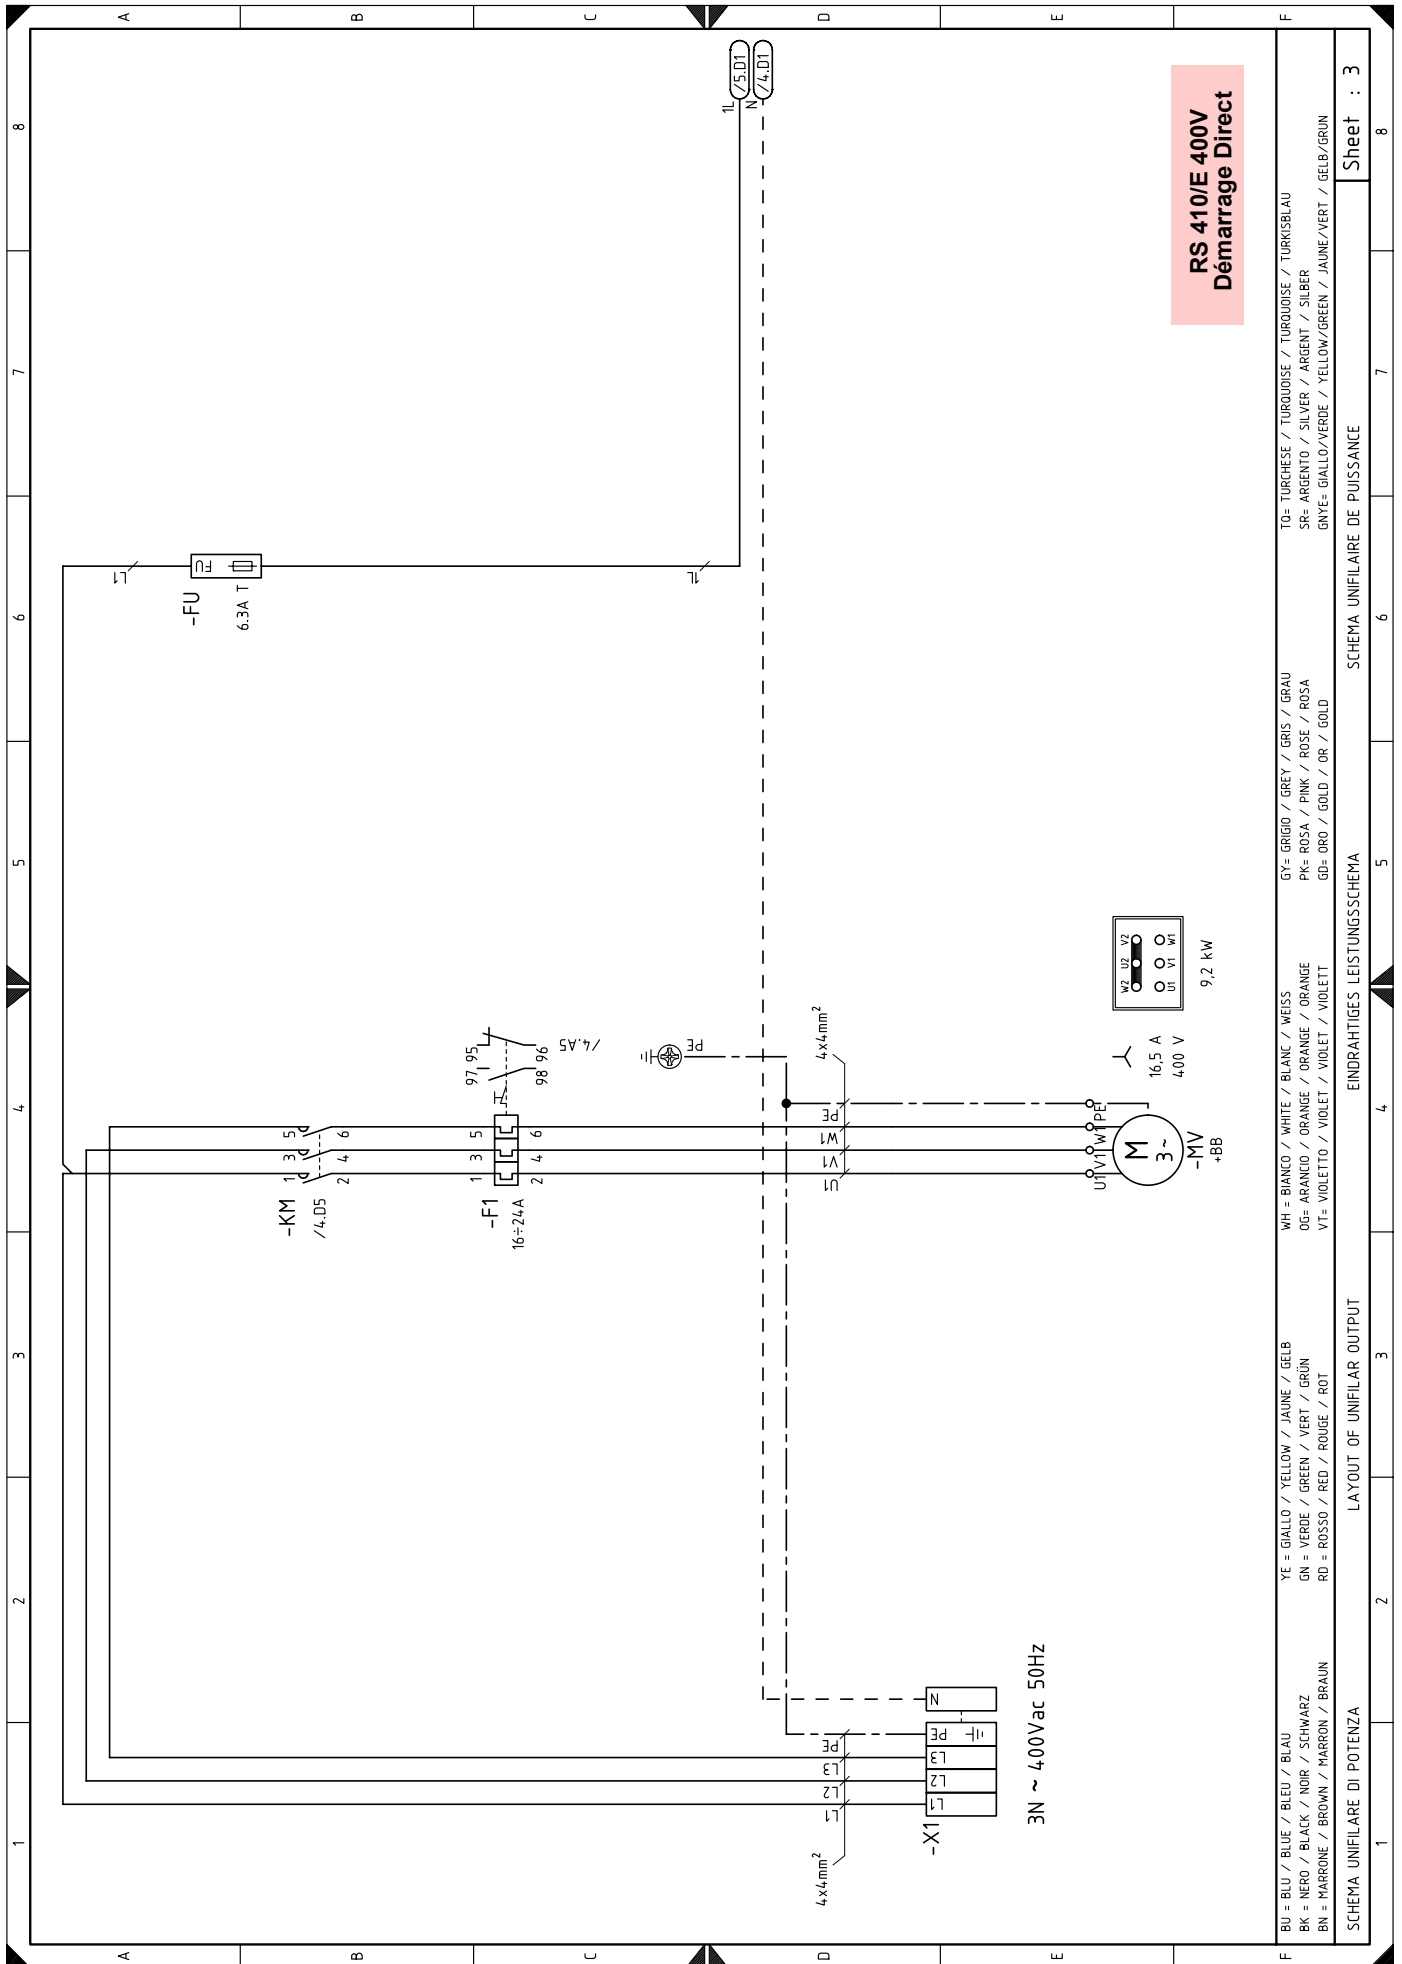 1 2 3 4 5 6 7 8
A
B
C
D
E
F
L1
-FU
FU
6.3A T
1L
1L /5.D1
N /4.D1
-KM
/4.D5
1 3 5
2 4 6
-F1
16÷24A
1 3 5
2 4 6
97 95
98 96
/4.A5
PE
4x4mm²
L1 L2 L3 PE
-X1
L1 L2 L3 PE N
3N ~ 400Vac 50Hz
U1 V1 W1 PE
4x4mm²
U1 V1 W1 PE
M
3~
-MV
+BB
16,5 A
400 V
W2 U2 V2
U1 V1 W1
9,2 kW
RS 410/E 400V
Démarrage Direct
BU = BLU / BLUE / BLEU / BLAU
BK = NERO / BLACK / NOIR / SCHWARZ
BN = MARRONE / BROWN / MARRON / BRAUN
YE = GIALLO / YELLOW / JAUNE / GELB
GN = VERDE / GREEN / VERT / GRÜN
RD = ROSSO / RED / ROUGE / ROT
WH = BIANCO / WHITE / BLANC / WEISS
OG= ARANCIO / ORANGE / ORANGE / ORANGE
VT= VIOLETTO / VIOLET / VIOLET / VIOLETT
GY= GRIGIO / GREY / GRIS / GRAU
PK= ROSA / PINK / ROSE / ROSA
GD= ORO / GOLD / OR / GOLD
TQ= TURCHESE / TURQUOISE / TURQUOISE / TURKISBLAU
SR= ARGENTO / SILVER / ARGENT / SILBER
GNYE= GIALLO/VERDE / YELLOW/GREEN / JAUNE/VERT / GELB/GRUN
SCHEMA UNIFILARE DI POTENZA LAYOUT OF UNIFILAR OUTPUT EINDRAHTIGES LEISTUNGSSCHEMA SCHEMA UNIFILAIRE DE PUISSANCE Sheet : 3
1 2 3 4 5 6 7 8
A
B
C
D
E
F